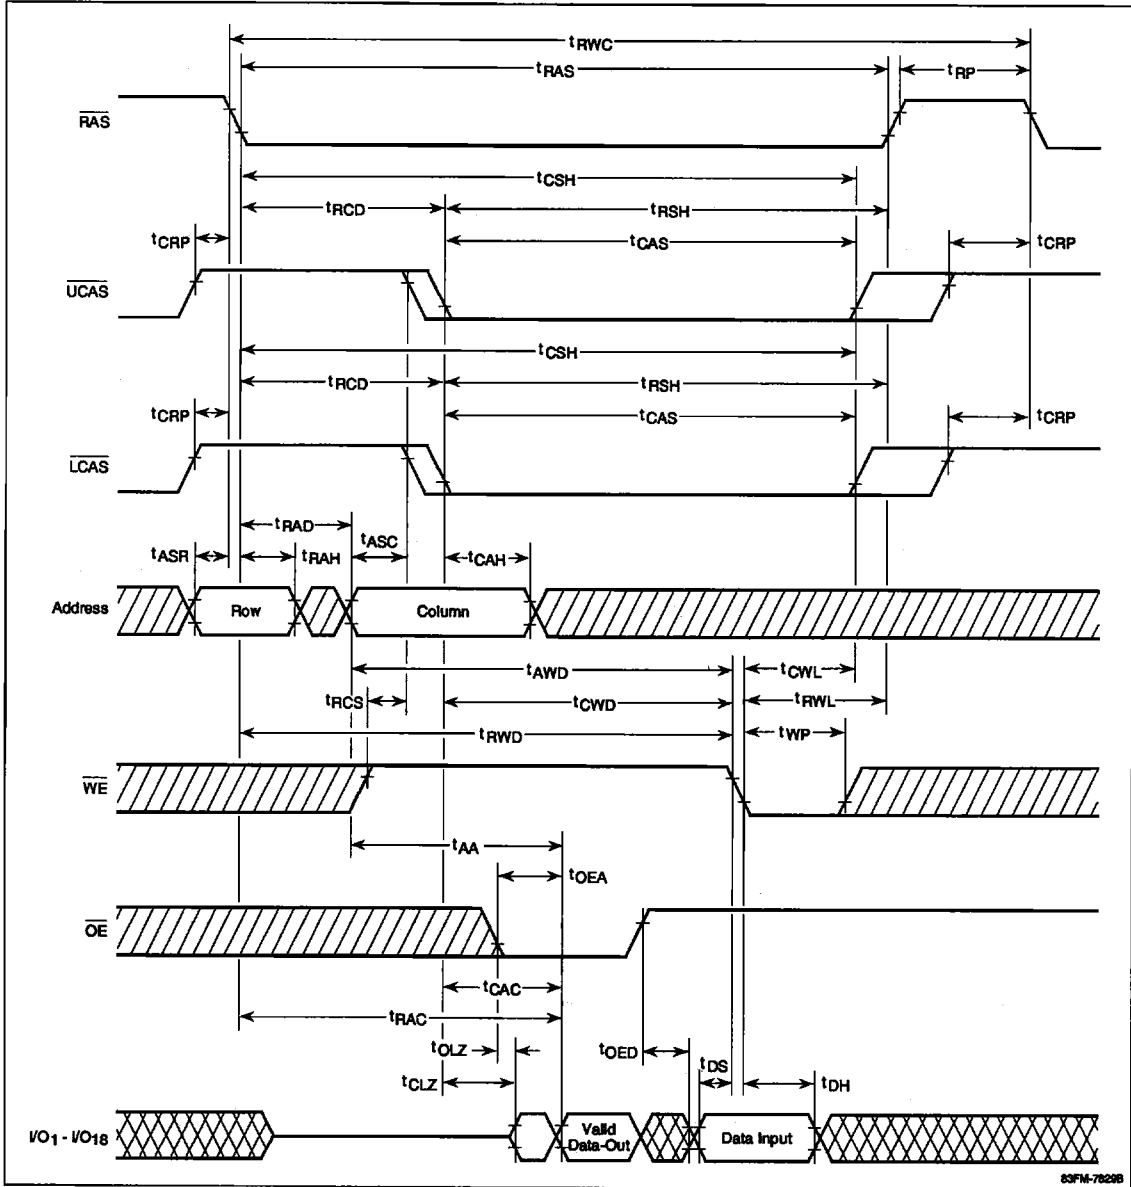 tRWC
tRAS
tRP
RAS
tCSH
tRCD
tRSH
tCRP
tCAS
tCRP
UCAS
tCSH
tRCD
tRSH
tCRP
tCAS
tCRP
LCAS
tRAD
tASC
tASR
tRAH
tCAH
Address
Row
Column
tAWD
tCWL
tRCS
tCWD
tRWL
tRWD
tWP
WE
tAA
tOEA
OE
tCAC
tRAC
tOLZ
tOED
tDS
tCLZ
tDH
I/O1 - I/O18
Valid
Data-Out
Data Input
83FM-7829B